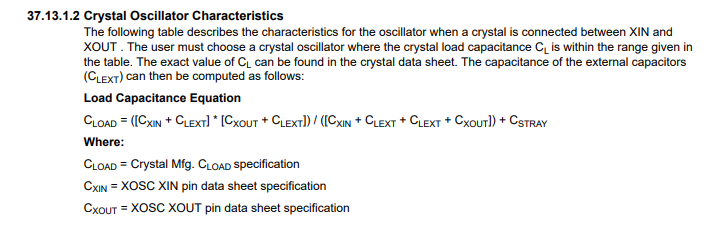 37.13.1.2 Crystal Oscillator Characteristics
The following table describes the characteristics for the oscillator when a crystal is connected between XIN and
XOUT . The user must choose a crystal oscillator where the crystal load capacitance CL is within the range given in
the table. The exact value of CL can be found in the crystal data sheet. The capacitance of the external capacitors
(CLEXT) can then be computed as follows:
Load Capacitance Equation
CLOAD = ([CXIN + CLEXT] * [CXOUT + CLEXT]) / ([CXIN + CLEXT + CLEXT + CXOUT]) + CSTRAY
Where:
CLOAD = Crystal Mfg. CLOAD specification
CXIN = XOSC XIN pin data sheet specification
CXOUT = XOSC XOUT pin data sheet specification